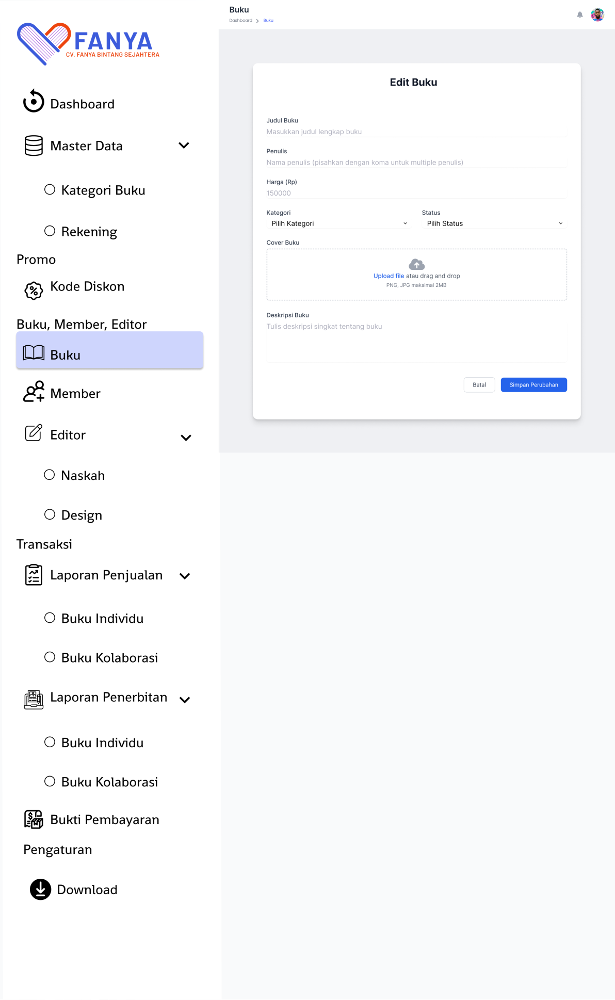 FANYA
CV. FANYA BINTANG SEJAHTERA
Dashboard
Master Data
Kategori Buku
Rekening
Promo
Kode Diskon
Buku, Member, Editor
Buku
Member
Editor
Naskah
Design
Transaksi
Laporan Penjualan
Buku Individu
Buku Kolaborasi
Laporan Penerbitan
Buku Individu
Buku Kolaborasi
Bukti Pembayaran
Pengaturan
Download
Buku
Dashboard > Buku
Edit Buku
Judul Buku
Masukkan judul lengkap buku
Penulis
Nama penulis (pisahkan dengan koma untuk multiple penulis)
Harga (Rp)
150000
Kategori Status
Pilih Kategori Pilih Status
Cover Buku
Upload file atau drag and drop
PNG, JPG maksimal 2MB
Deskripsi Buku
Tulis deskripsi singkat tentang buku
Batal Simpan Perubahan